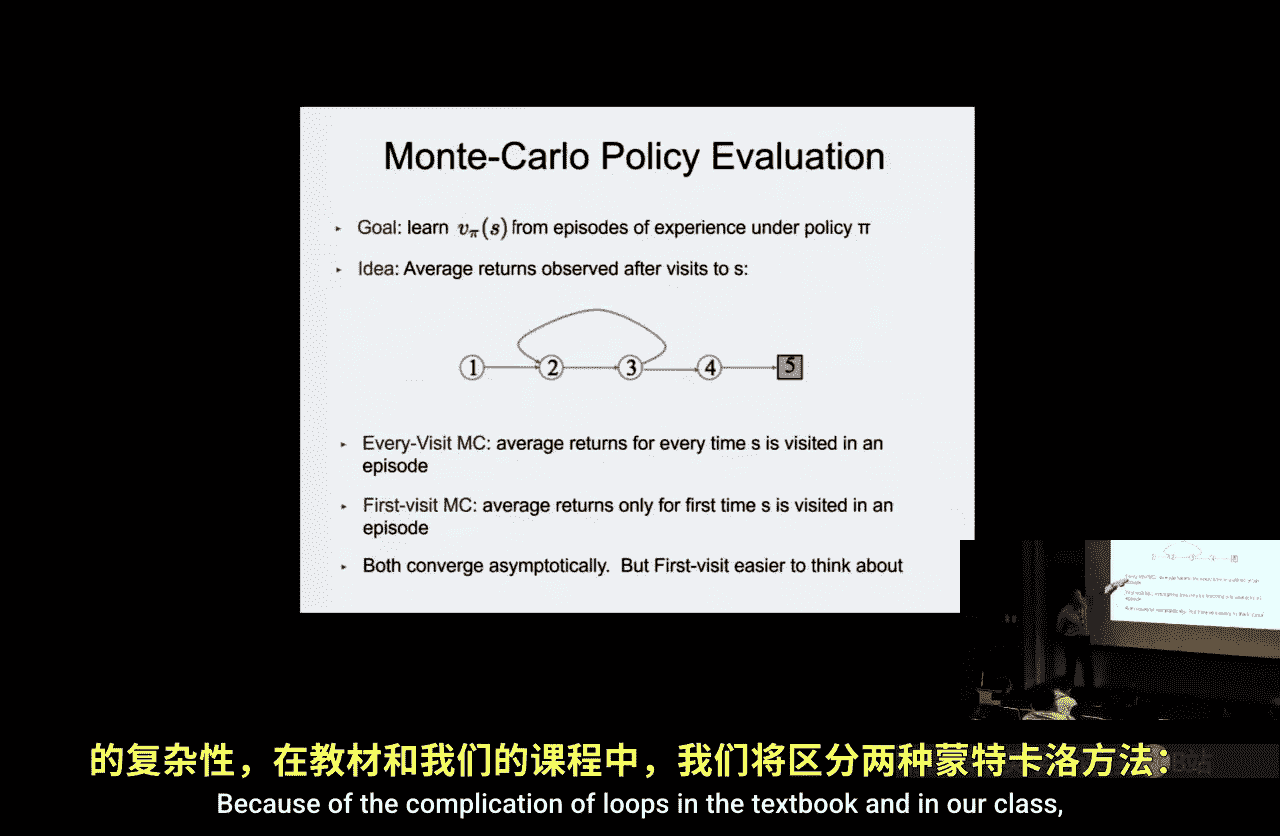 Monte-Carlo Policy Evaluation
Goal: learn vπ(s) from episodes of experience under policy π
Idea: Average returns observed after visits to s:
1 2 3 4 5
Every-Visit MC: average returns for every time s is visited in an
episode
First-visit MC: average returns only for first time s is visited in an
episode
Both converge asymptotically. But First-visit easier to think about
的复杂性，在教材和我们的课程中，我们将区分两种蒙特卡洛方法：
Because of the complication of loops in the textbook and in our class,